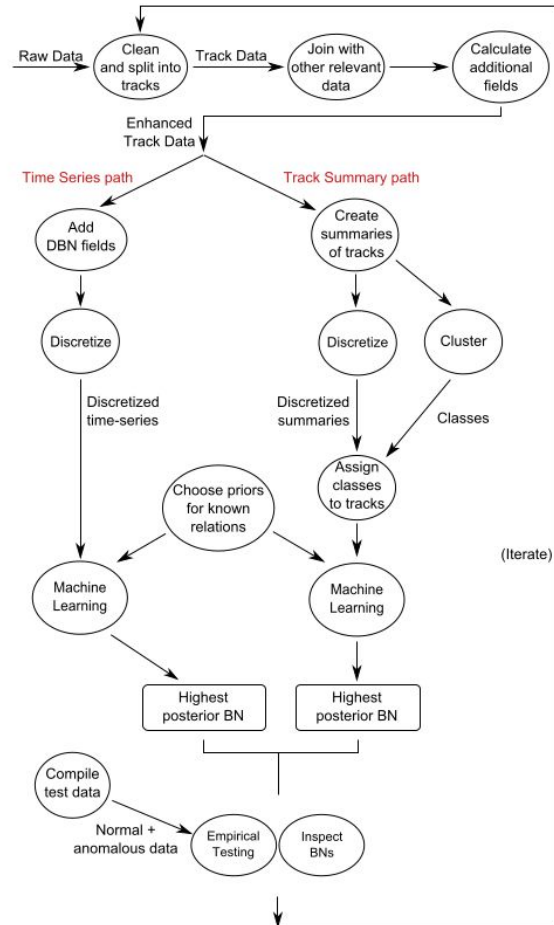 Raw Data
Clean
and split into
tracks
Track Data
Join with
other relevant
data
Calculate
additional
fields
Enhanced
Track Data
Time Series path
Track Summary path
Add
DBN fields
Create
summaries
of tracks
Discretize
Discretize
Cluster
Discretized
time-series
Discretized
summaries
Classes
Assign
classes
to tracks
Choose priors
for known
relations
(Iterate)
Machine
Learning
Machine
Learning
Highest
posterior BN
Highest
posterior BN
Compile
test data
Normal +
anomalous data
Empirical
Testing
Inspect
BNs